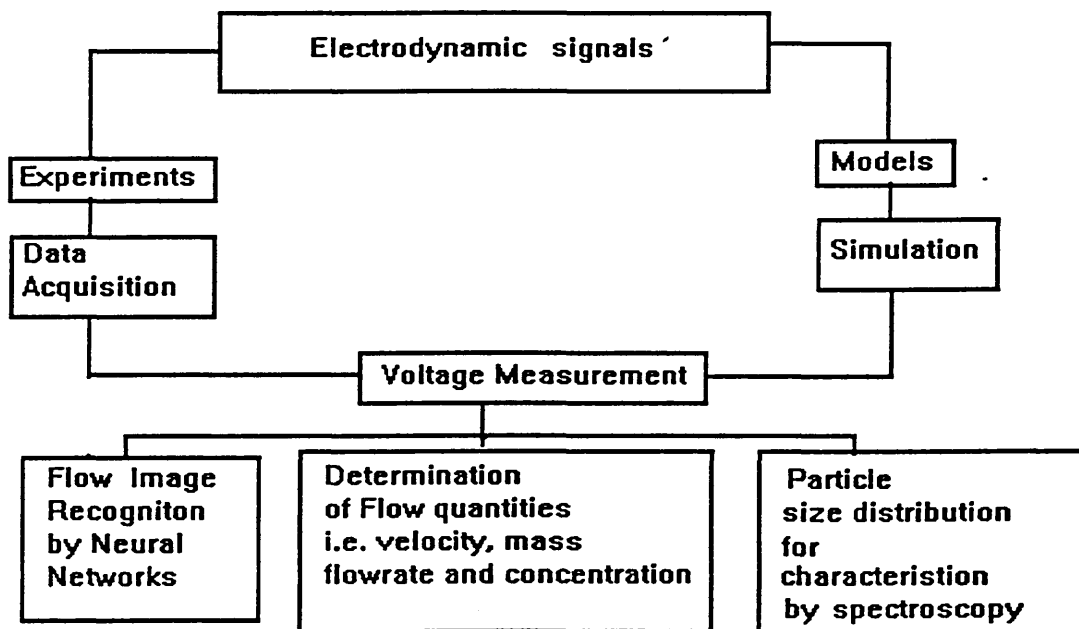 Electrodynamic signals
Experiments
Models
Data
Acquisition
Simulation
Voltage Measurement
Flow Image
Recogniton
by Neural
Networks
Determination
of Flow quantities
i.e. velocity, mass
flowrate and concentration
Particle
size distribution
for
characteristion
by spectroscopy